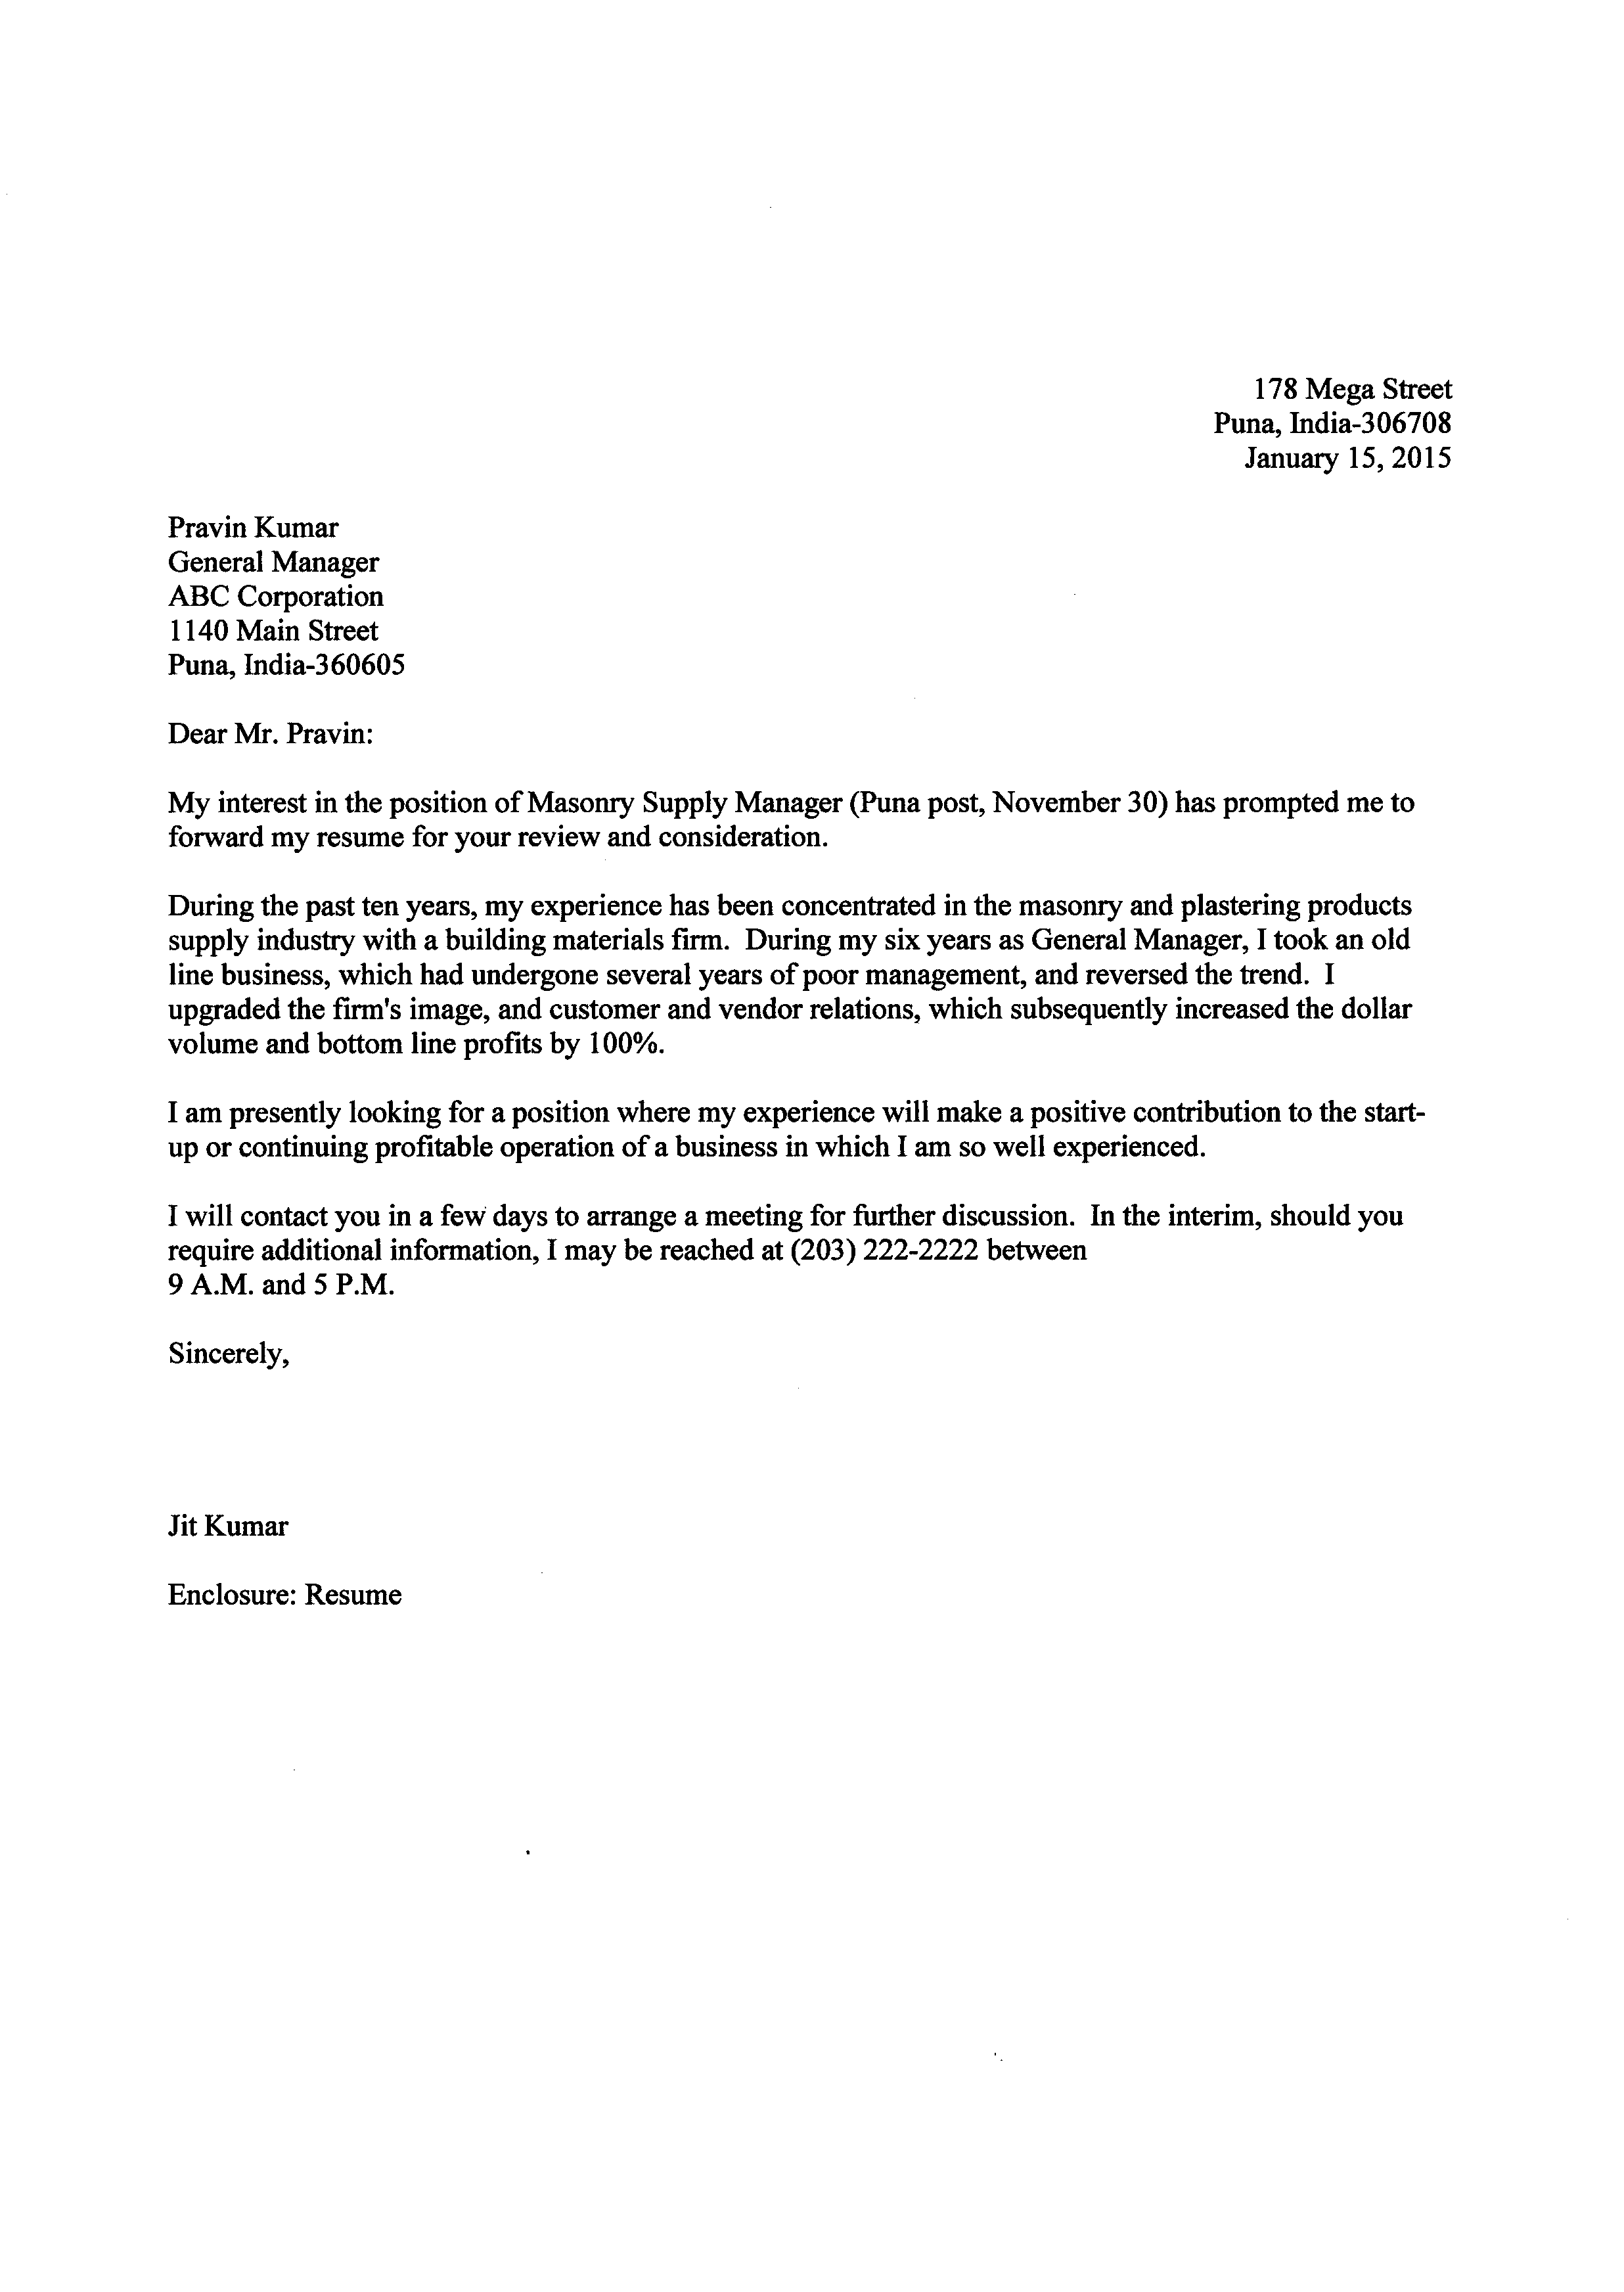 178 Mega Street
Puna, India-306708
January 15, 2015
Pravin Kumar
General Manager
ABC Corporation
1140 Main Street
Puna, India-360605
Dear Mr. Pravin:
My interest in the position of Masonry Supply Manager (Puna post, November 30) has prompted me to
forward my resume for your review and consideration.
During the past ten years, my experience has been concentrated in the masonry and plastering products
supply industry with a building materials firm.  During my six years as General Manager, I took an old
line business, which had undergone several years of poor management, and reversed the trend.  I
upgraded the firm's image, and customer and vendor relations, which subsequently increased the dollar
volume and bottom line profits by 100%.
I am presently looking for a position where my experience will make a positive contribution to the start-
up or continuing profitable operation of a business in which I am so well experienced.
I will contact you in a few days to arrange a meeting for further discussion.  In the interim, should you
require additional information, I may be reached at (203) 222-2222 between
9 A.M. and 5 P.M.
Sincerely,
Jit Kumar
Enclosure: Resume